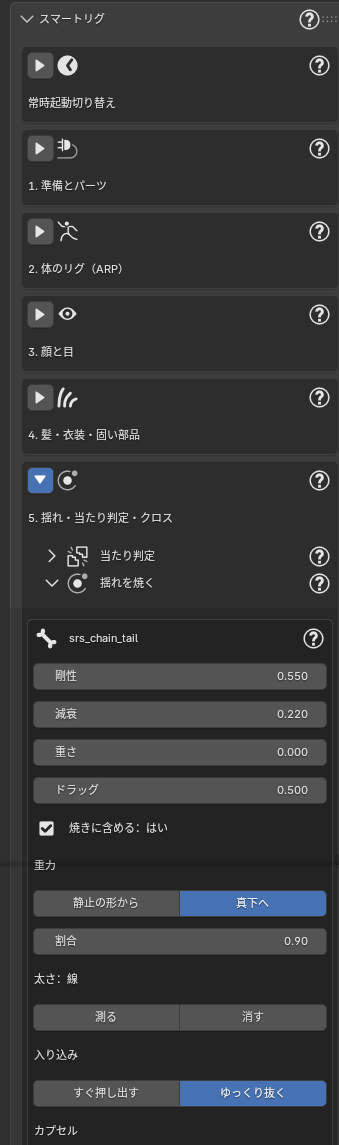 スマートリグ
常時起動切り替え
1. 準備とパーツ
2. 体のリグ（ARP）
3. 顔と目
4. 髪・衣装・固い部品
5. 揺れ・当たり判定・クロス
当たり判定
揺れを焼く
srs_chain_tail
剛性 0.550
減衰 0.220
重さ 0.000
ドラッグ 0.500
焼きに含める: はい
重力
静止の形から 真下へ
割合 0.90
太さ: 線
測る 消す
入り込み
すぐ押し出す ゆっくり抜く
カプセル